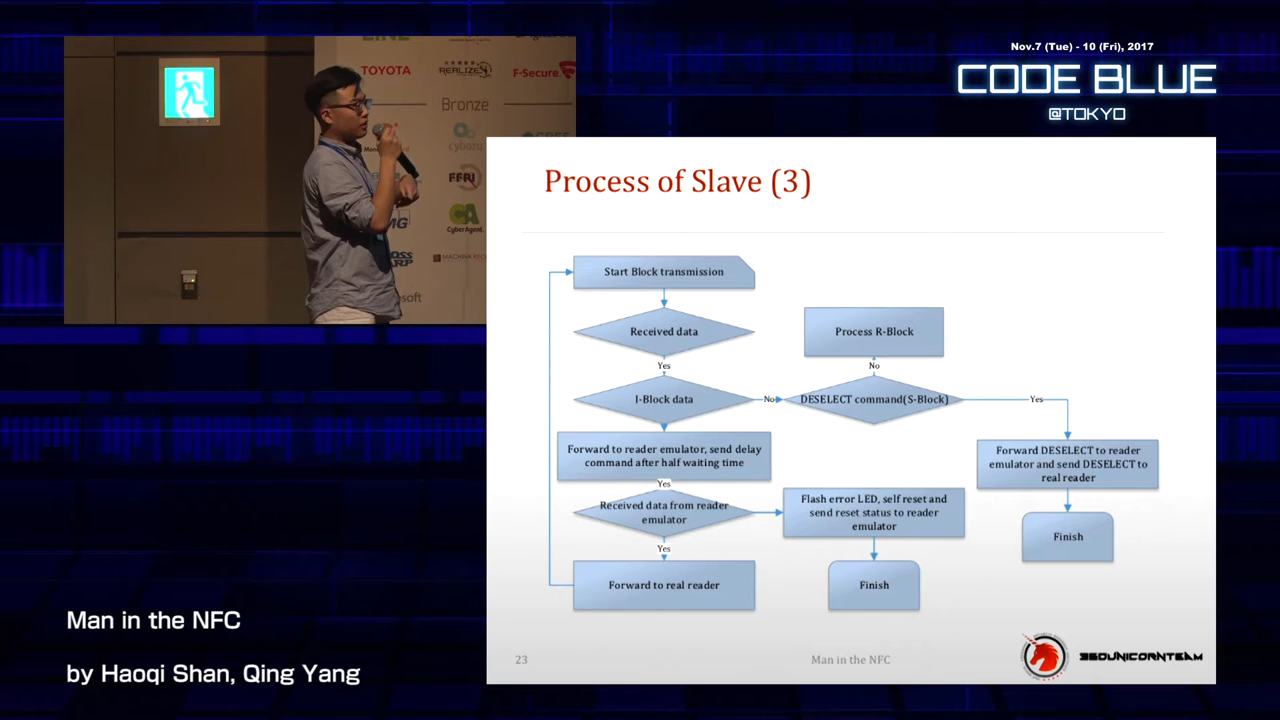 Nov.7 (Tue) - 10 (Fri), 2017
CODE BLUE
@TOKYO
TOYOTA
REALIZE
F-Secure.
Bronze
cybozu
FFRI
CyberAgent.
Process of Slave (3)
Start Block transmission
Received data
Process R-Block
Yes
No
I-Block data
No
DESELECT command(S-Block)
Yes
Forward to reader emulator, send delay
command after half waiting time
Forward DESELECT to reader
emulator and send DESELECT to
real reader
Yes
Received data from reader
emulator
Flash error LED, self reset and
send reset status to reader
emulator
Finish
Yes
Forward to real reader
Finish
23
Man in the NFC
360UNICORNTEAM
Man in the NFC
by Haoqi Shan, Qing Yang